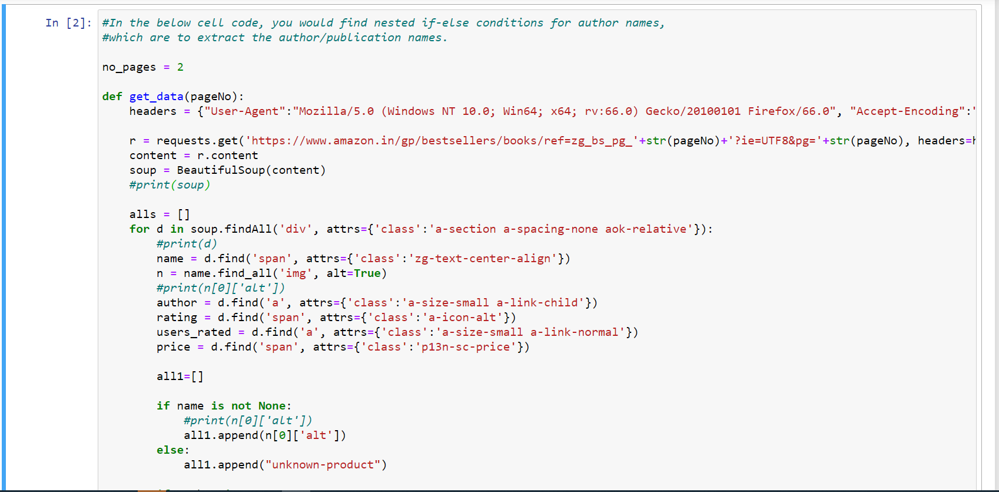 In [2]:
#In the below cell code, you would find nested if-else conditions for author names,
#which are to extract the author/publication names.
no_pages = 2
def get_data(pageNo):
    headers = {"User-Agent":"Mozilla/5.0 (Windows NT 10.0; Win64; x64; rv:66.0) Gecko/20100101 Firefox/66.0", "Accept-Encoding":"
    r = requests.get('https://www.amazon.in/gp/bestsellers/books/ref=zg_bs_pg_'+str(pageNo)+'?ie=UTF8&pg='+str(pageNo), headers=
    content = r.content
    soup = BeautifulSoup(content)
    #print(soup)
    alls = []
    for d in soup.findAll('div', attrs={'class':'a-section a-spacing-none aok-relative'}):
        #print(d)
        name = d.find('span', attrs={'class':'zg-text-center-align'})
        n = name.find_all('img', alt=True)
        #print(n[0]['alt'])
        author = d.find('a', attrs={'class':'a-size-small a-link-child'})
        rating = d.find('span', attrs={'class':'a-icon-alt'})
        users_rated = d.find('a', attrs={'class':'a-size-small a-link-normal'})
        price = d.find('span', attrs={'class':'p13n-sc-price'})
        all1=[]
        if name is not None:
            #print(n[0]['alt'])
            all1.append(n[0]['alt'])
        else:
            all1.append("unknown-product")